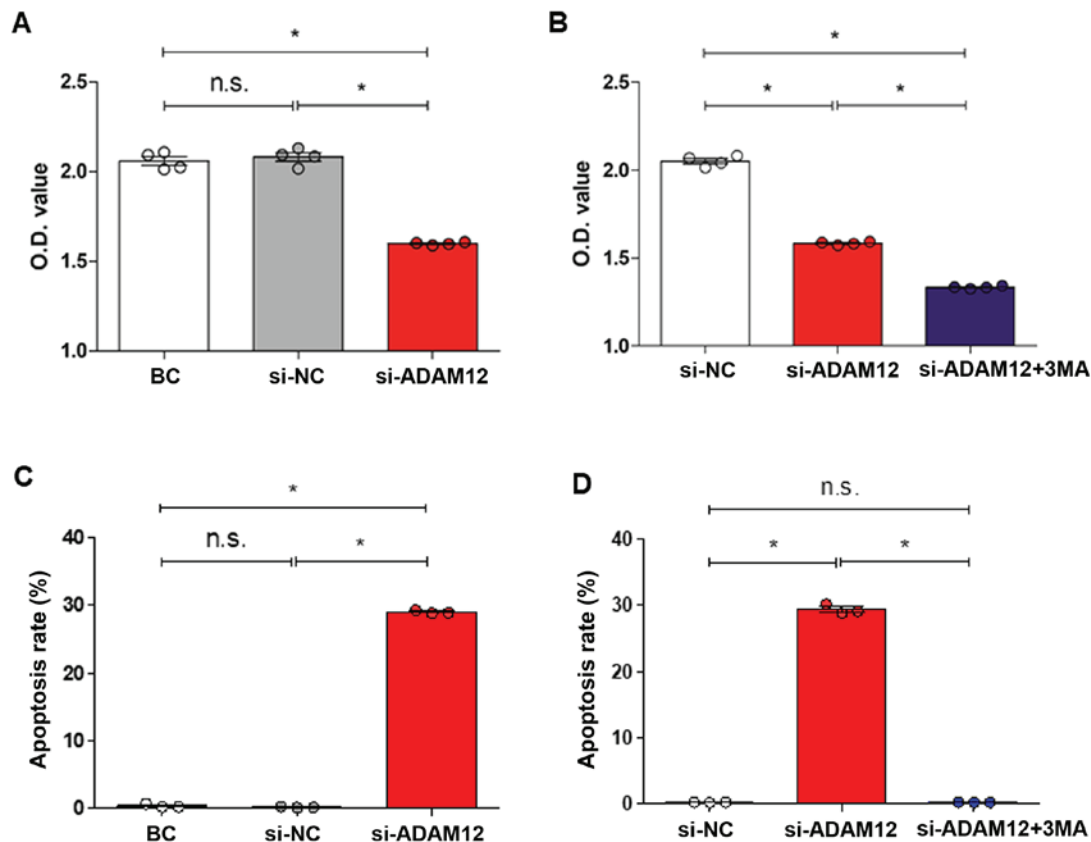 A
*
n.s.
*
2.5
2.0
1.5
1.0
O.D. value
BC
si-NC
si-ADAM12
B
*
*
*
2.5
2.0
1.5
1.0
O.D. value
si-NC
si-ADAM12
si-ADAM12+3MA
C
*
n.s.
*
40
30
20
10
0
Apoptosis rate (%)
BC
si-NC
si-ADAM12
D
n.s.
*
*
40
30
20
10
0
Apoptosis rate (%)
si-NC
si-ADAM12
si-ADAM12+3MA